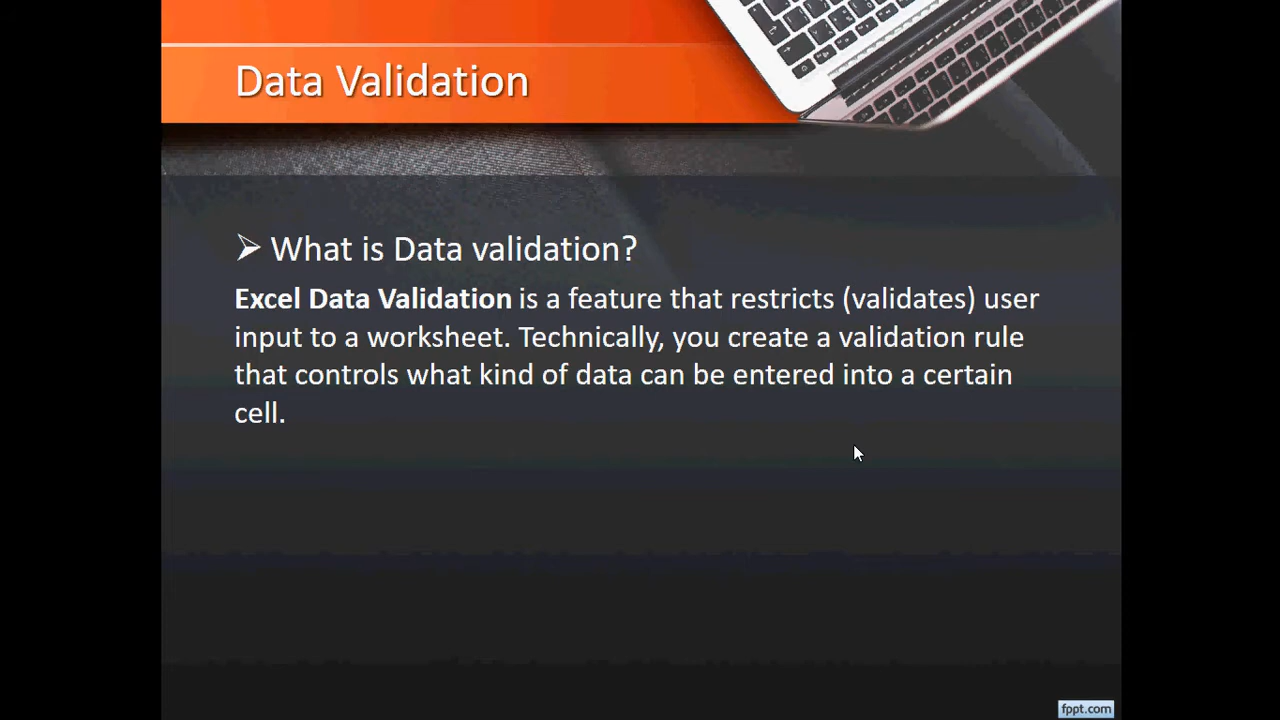 Data Validation
➢ What is Data validation?
Excel Data Validation is a feature that restricts (validates) user
input to a worksheet. Technically, you create a validation rule
that controls what kind of data can be entered into a certain
cell.
fppt.com